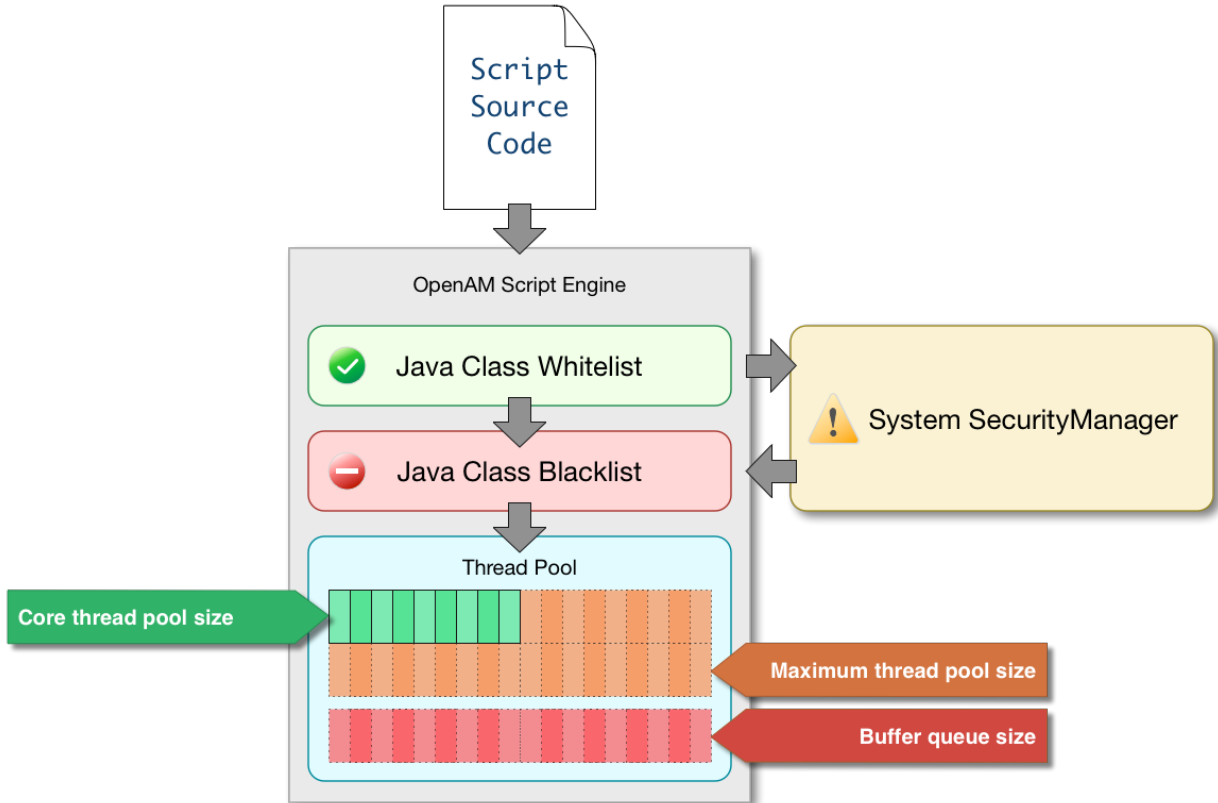 Script
Source
Code
OpenAM Script Engine
Java Class Whitelist
System SecurityManager
Java Class Blacklist
Thread Pool
Core thread pool size
Maximum thread pool size
Buffer queue size